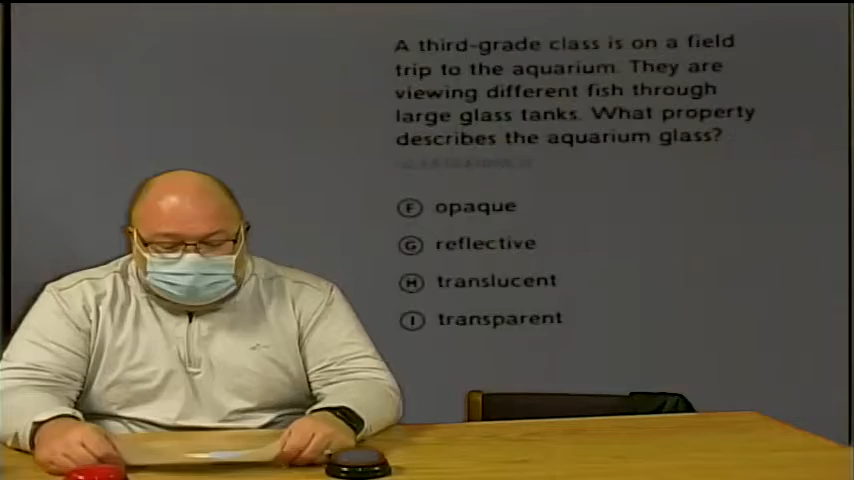 A third-grade class is on a field
trip to the aquarium. They are
viewing different fish through
large glass tanks. What property
describes the aquarium glass?
F opaque
G reflective
H translucent
I transparent